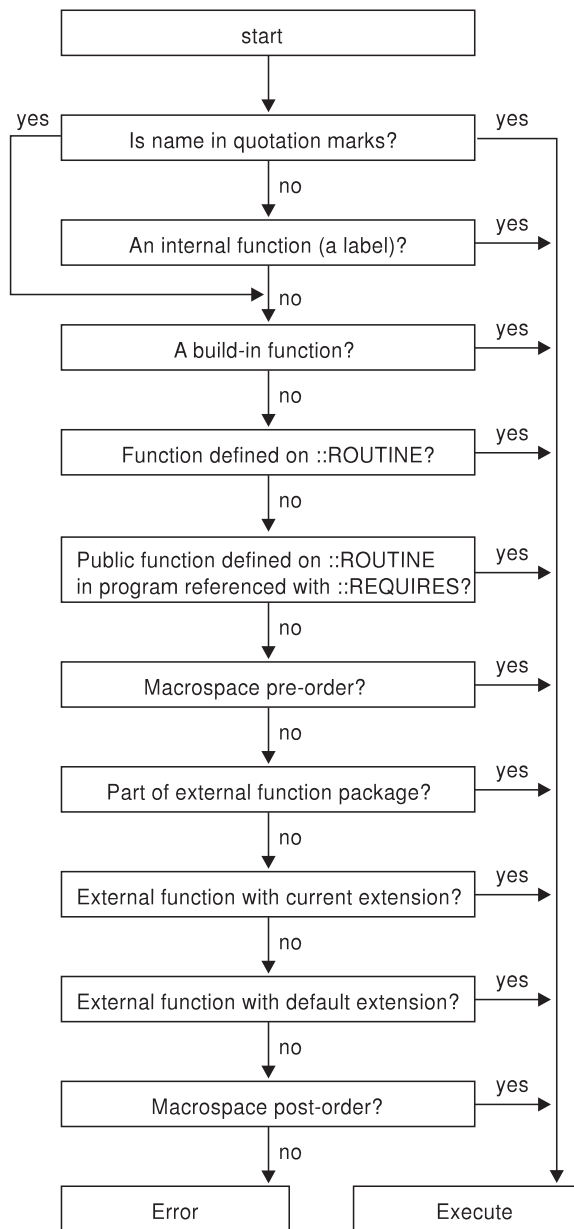 start
yes
Is name in quotation marks?
yes
no
An internal function (a label)?
yes
no
A build-in function?
yes
no
Function defined on ::ROUTINE?
yes
no
Public function defined on ::ROUTINE
in program referenced with ::REQUIRES?
yes
no
Macrospace pre-order?
yes
no
Part of external function package?
yes
no
External function with current extension?
yes
no
External function with default extension?
yes
no
Macrospace post-order?
yes
no
Error
Execute